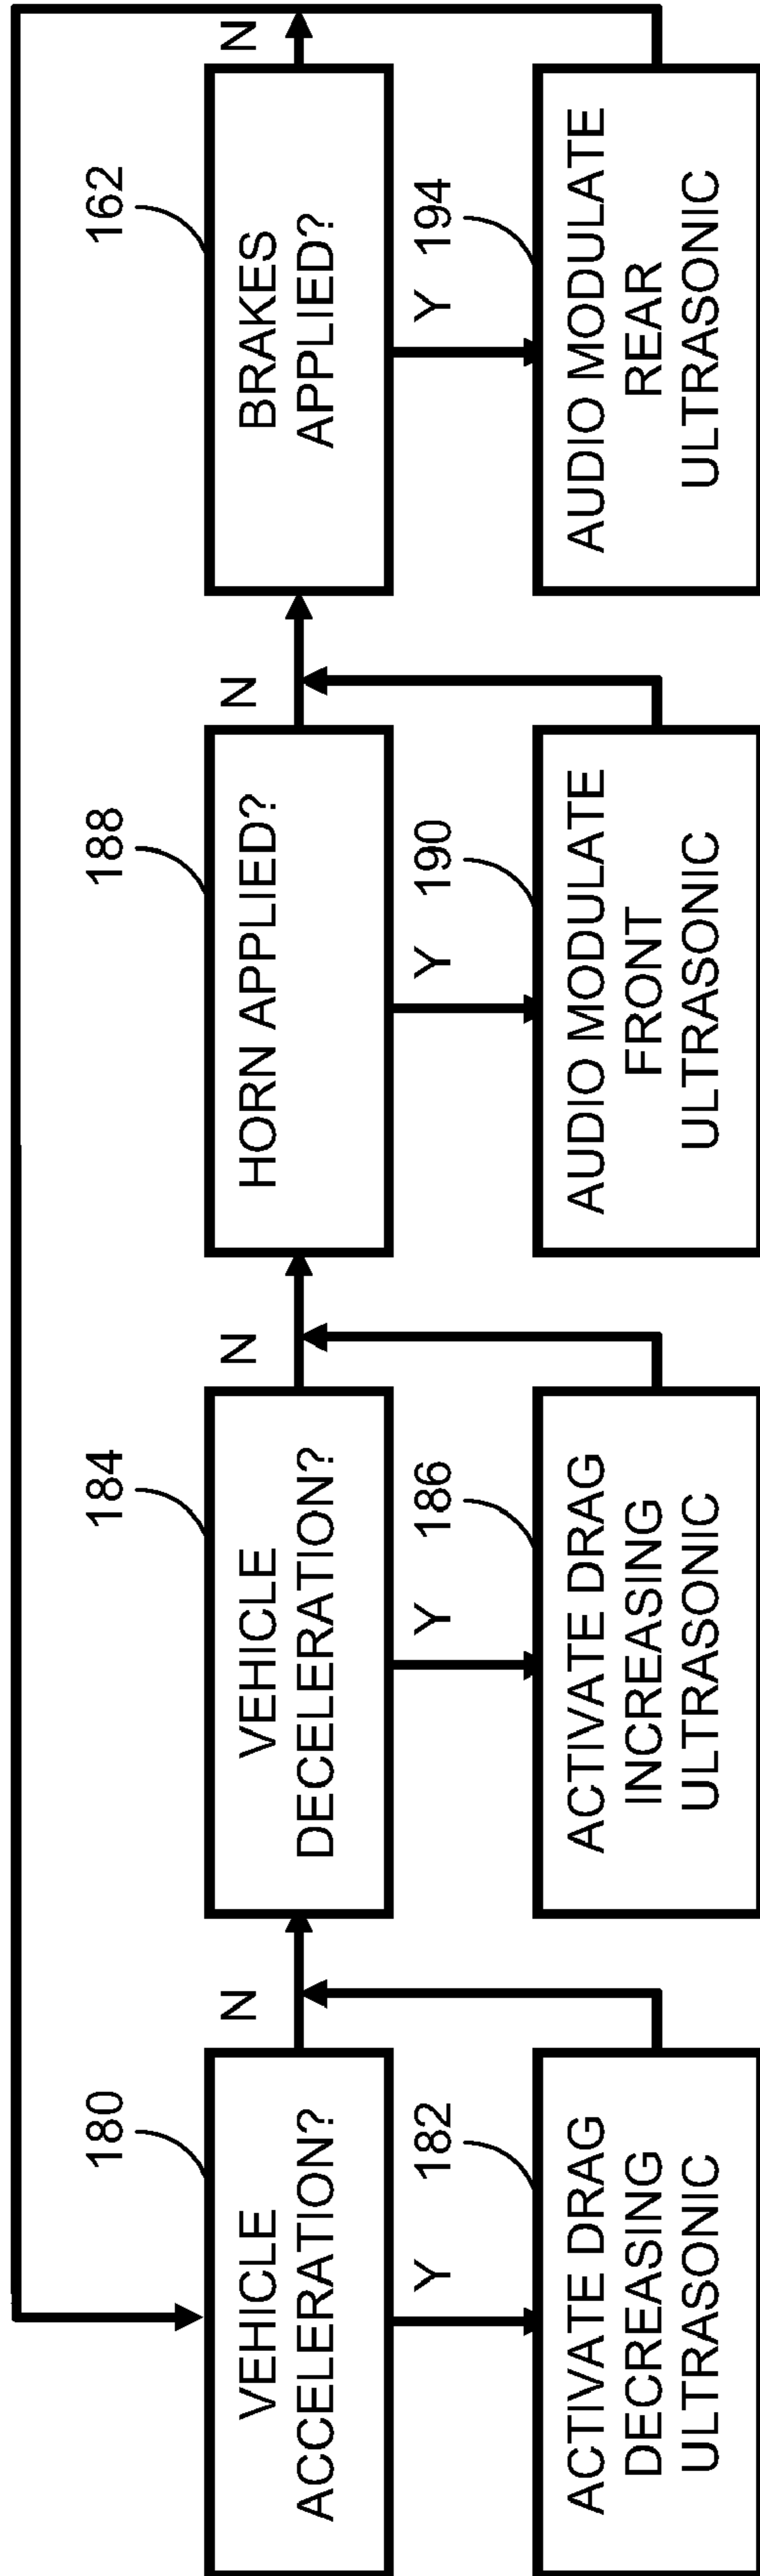 180
VEHICLE
ACCELERATION?
N
Y
182
ACTIVATE DRAG
DECREASING
ULTRASONIC
184
VEHICLE
DECELERATION?
N
Y
186
ACTIVATE DRAG
INCREASING
ULTRASONIC
188
HORN APPLIED?
N
Y
190
AUDIO MODULATE
FRONT
ULTRASONIC
162
BRAKES
APPLIED?
N
Y
194
AUDIO MODULATE
REAR
ULTRASONIC